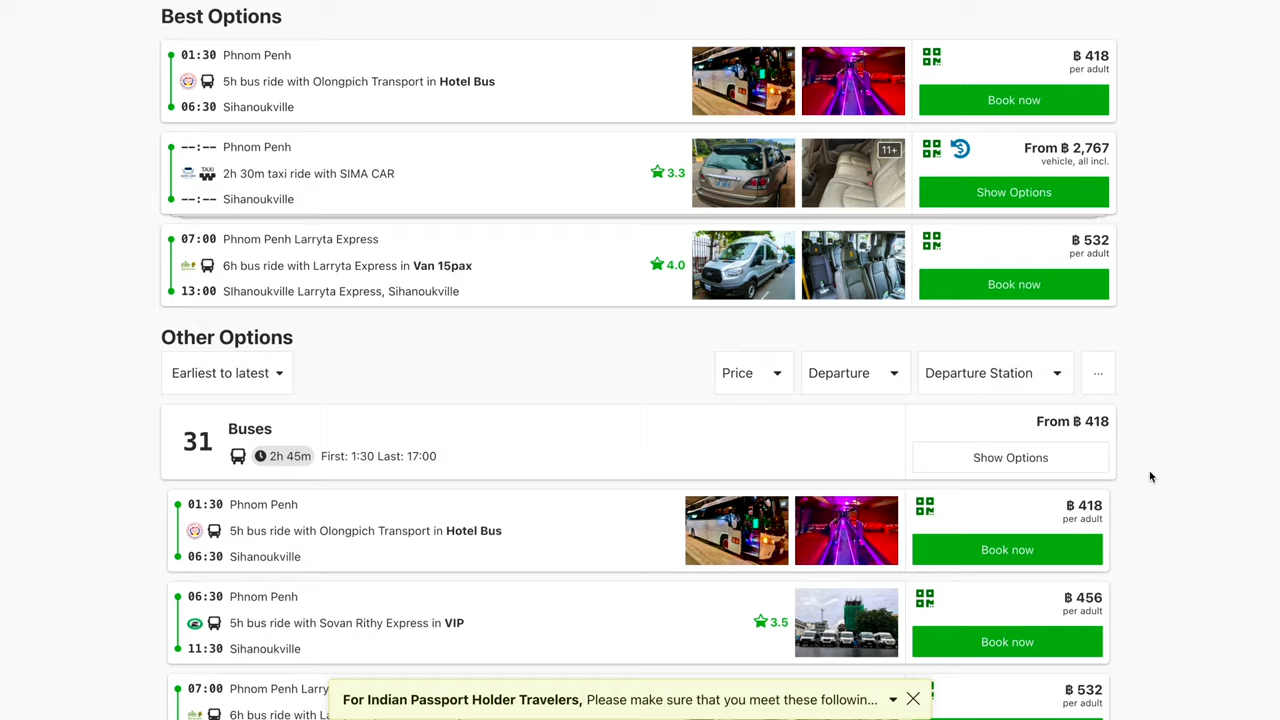 Best Options
01:30 Phnom Penh
5h bus ride with Olongpich Transport in Hotel Bus
06:30 Sihanoukville
฿ 418
per adult
Book now
--:-- Phnom Penh
TAXI
2h 30m taxi ride with SIMA CAR
--:-- Sihanoukville
3.3
11+
From ฿ 2,767
vehicle, all incl.
Show Options
07:00 Phnom Penh Larryta Express
6h bus ride with Larryta Express in Van 15pax
13:00 SIhanoukville Larryta Express, Sihanoukville
4.0
฿ 532
per adult
Book now
Other Options
Earliest to latest
Price
Departure
Departure Station
...
31
Buses
2h 45m First: 1:30 Last: 17:00
From ฿ 418
Show Options
01:30 Phnom Penh
5h bus ride with Olongpich Transport in Hotel Bus
06:30 Sihanoukville
฿ 418
per adult
Book now
06:30 Phnom Penh
5h bus ride with Sovan Rithy Express in VIP
11:30 Sihanoukville
3.5
฿ 456
per adult
Book now
07:00 Phnom Penh Larry
6h bus ride with La
฿ 532
per adult
For Indian Passport Holder Travelers, Please make sure that you meet these followin...